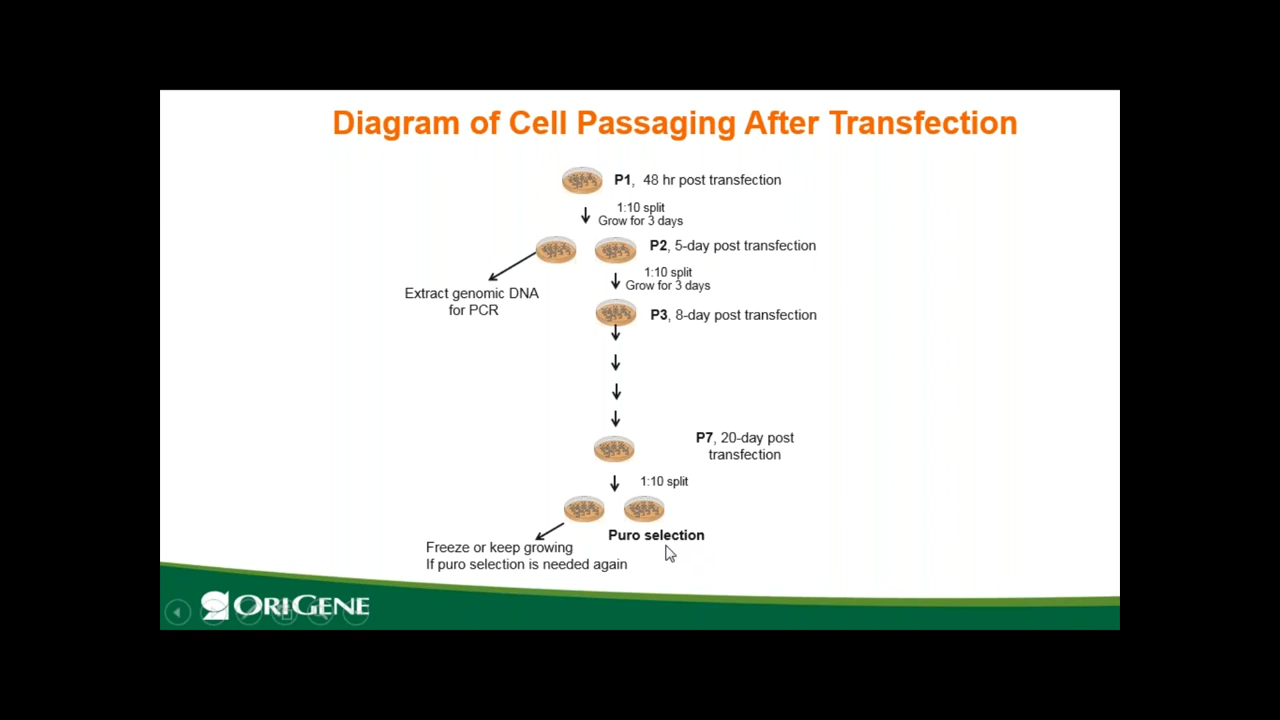 Diagram of Cell Passaging After Transfection
P1, 48 hr post transfection
1:10 split
Grow for 3 days
P2, 5-day post transfection
1:10 split
Grow for 3 days
Extract genomic DNA
for PCR
P3, 8-day post transfection
P7, 20-day post
transfection
1:10 split
Puro selection
Freeze or keep growing
If puro selection is needed again
ORIGENE